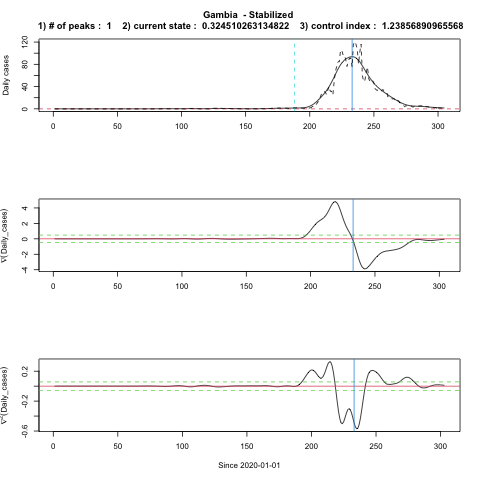 Gambia - Stabilized
1) # of peaks : 1 2) current state : 0.324510263134822 3) control index : 1.23856890965568
Daily cases
120
80
40
0
0 50 100 150 200 250 300
∇(Daily_cases)
4
2
0
-2
-4
0 50 100 150 200 250 300
∇²(Daily_cases)
0.2
-0.2
-0.6
0 50 100 150 200 250 300
Since 2020-01-01